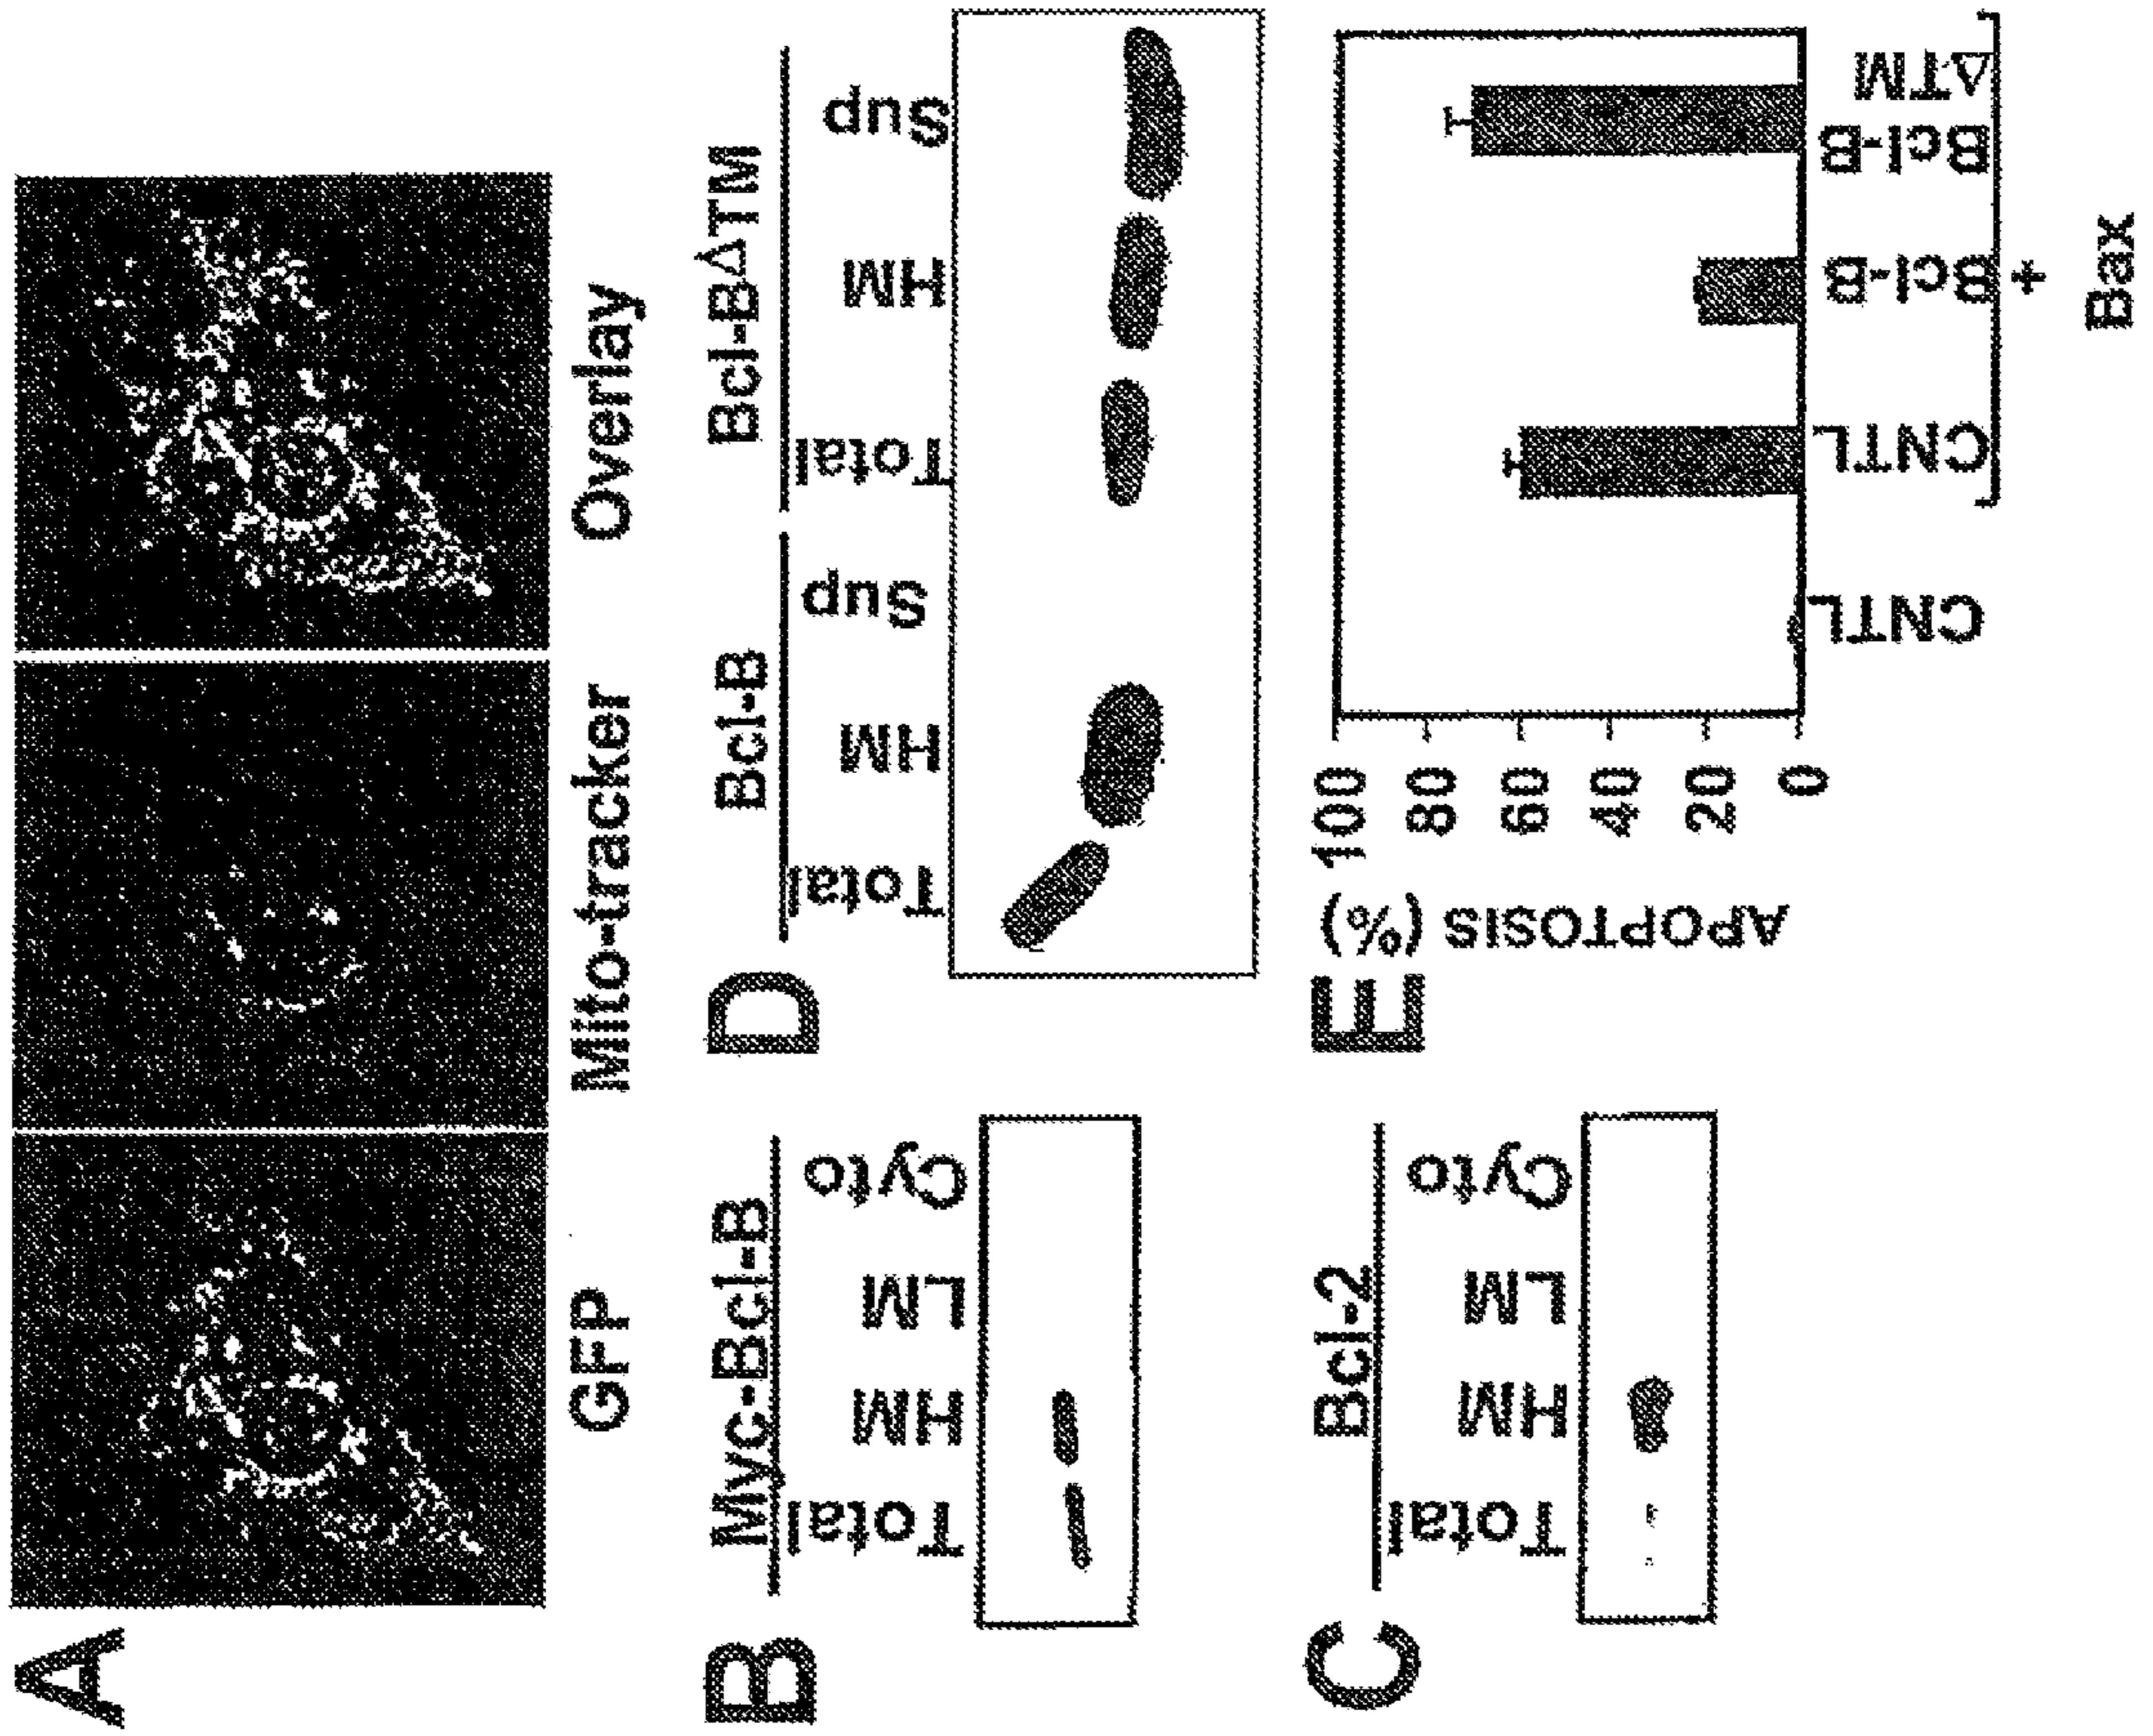 A
GFP
Mito-tracker
Overlay
B
Myc-Bcl-B
Total
HM
LM
Cyto
C
Bcl-2
Total
HM
LM
Cyto
D
Bcl-B
Bcl-BΔTM
Total
HM
Sup
Total
HM
Sup
E
APOPTOSIS (%)
100
80
60
40
20
0
CNTL
CNTL
Bcl-B
Bcl-B
ΔTM
+
Bax